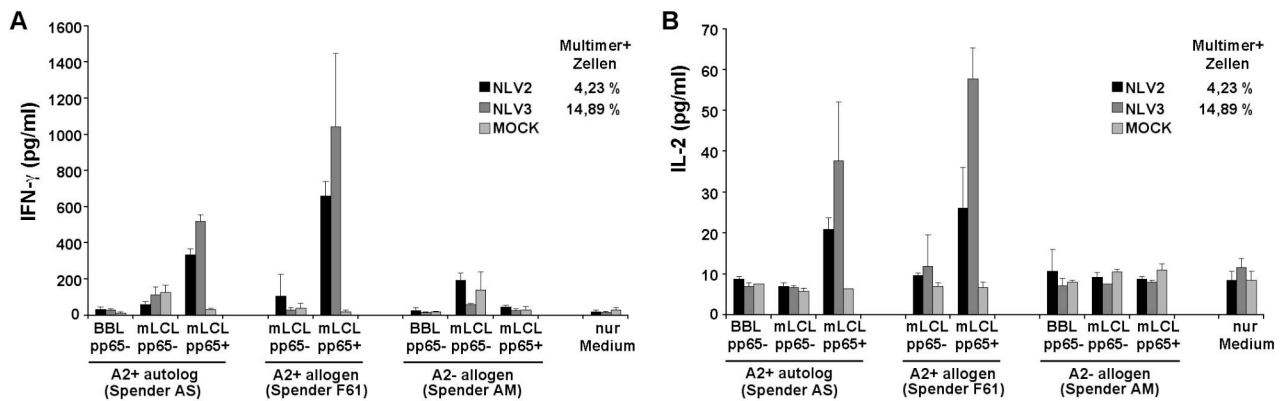 A
IFN-γ (pg/ml)
1600
1400
1200
1000
800
600
400
200
0
Multimer+
Zellen
NLV2 4,23 %
NLV3 14,89 %
MOCK
BBL mLCL mLCL
pp65- pp65- pp65+
A2+ autolog
(Spender AS)
mLCL mLCL
pp65- pp65+
A2+ allogen
(Spender F61)
BBL mLCL mLCL
pp65- pp65- pp65+
A2- allogen
(Spender AM)
nur
Medium
B
IL-2 (pg/ml)
70
60
50
40
30
20
10
0
Multimer+
Zellen
NLV2 4,23 %
NLV3 14,89 %
MOCK
BBL mLCL mLCL
pp65- pp65- pp65+
A2+ autolog
(Spender AS)
mLCL mLCL
pp65- pp65+
A2+ allogen
(Spender F61)
BBL mLCL mLCL
pp65- pp65- pp65+
A2- allogen
(Spender AM)
nur
Medium